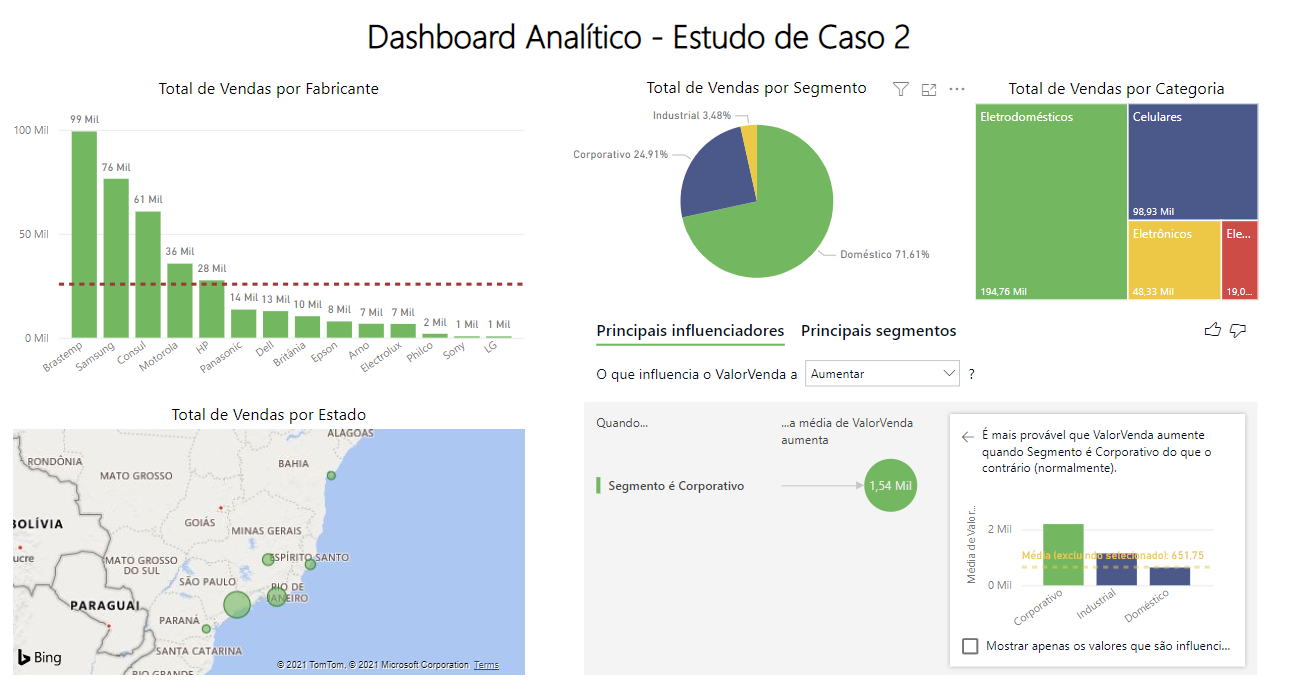 Dashboard Analítico - Estudo de Caso 2
Total de Vendas por Fabricante
100 Mil
50 Mil
0 Mil
99 Mil
76 Mil
61 Mil
36 Mil
28 Mil
14 Mil
13 Mil
10 Mil
8 Mil
7 Mil
7 Mil
2 Mil
1 Mil
1 Mil
Brastemp
Samsung
Consul
Motorola
HP
Panasonic
Dell
Britânia
Epson
Arno
Electrolux
Philco
Sony
LG
Total de Vendas por Segmento
Industrial 3,48%
Corporativo 24,91%
Doméstico 71,61%
Total de Vendas por Categoria
Eletrodomésticos
194,76 Mil
Celulares
98,93 Mil
Eletrônicos
48,33 Mil
Ele...
19,0...
Total de Vendas por Estado
ALAGOAS
RONDÔNIA
MATO GROSSO
BAHIA
BOLÍVIA
GOIÁS
MINAS GERAIS
ucre
MATO GROSSO
DO SUL
ESPÍRITO SANTO
SÃO PAULO
RIO DE
JANEIRO
PARAGUAI
PARANÁ
SANTA CATARINA
RIO GRANDE
Bing
© 2021 TomTom, © 2021 Microsoft Corporation Terms
Principais influenciadores
Principais segmentos
O que influencia o ValorVenda a
Aumentar
?
Quando...
...a média de ValorVenda
aumenta
Segmento é Corporativo
1,54 Mil
É mais provável que ValorVenda aumente
quando Segmento é Corporativo do que o
contrário (normalmente).
Média de Valor...
2 Mil
0 Mil
Média (excluindo selecionado): 651,75
Corporativo
Industrial
Doméstico
Mostrar apenas os valores que são influenci...